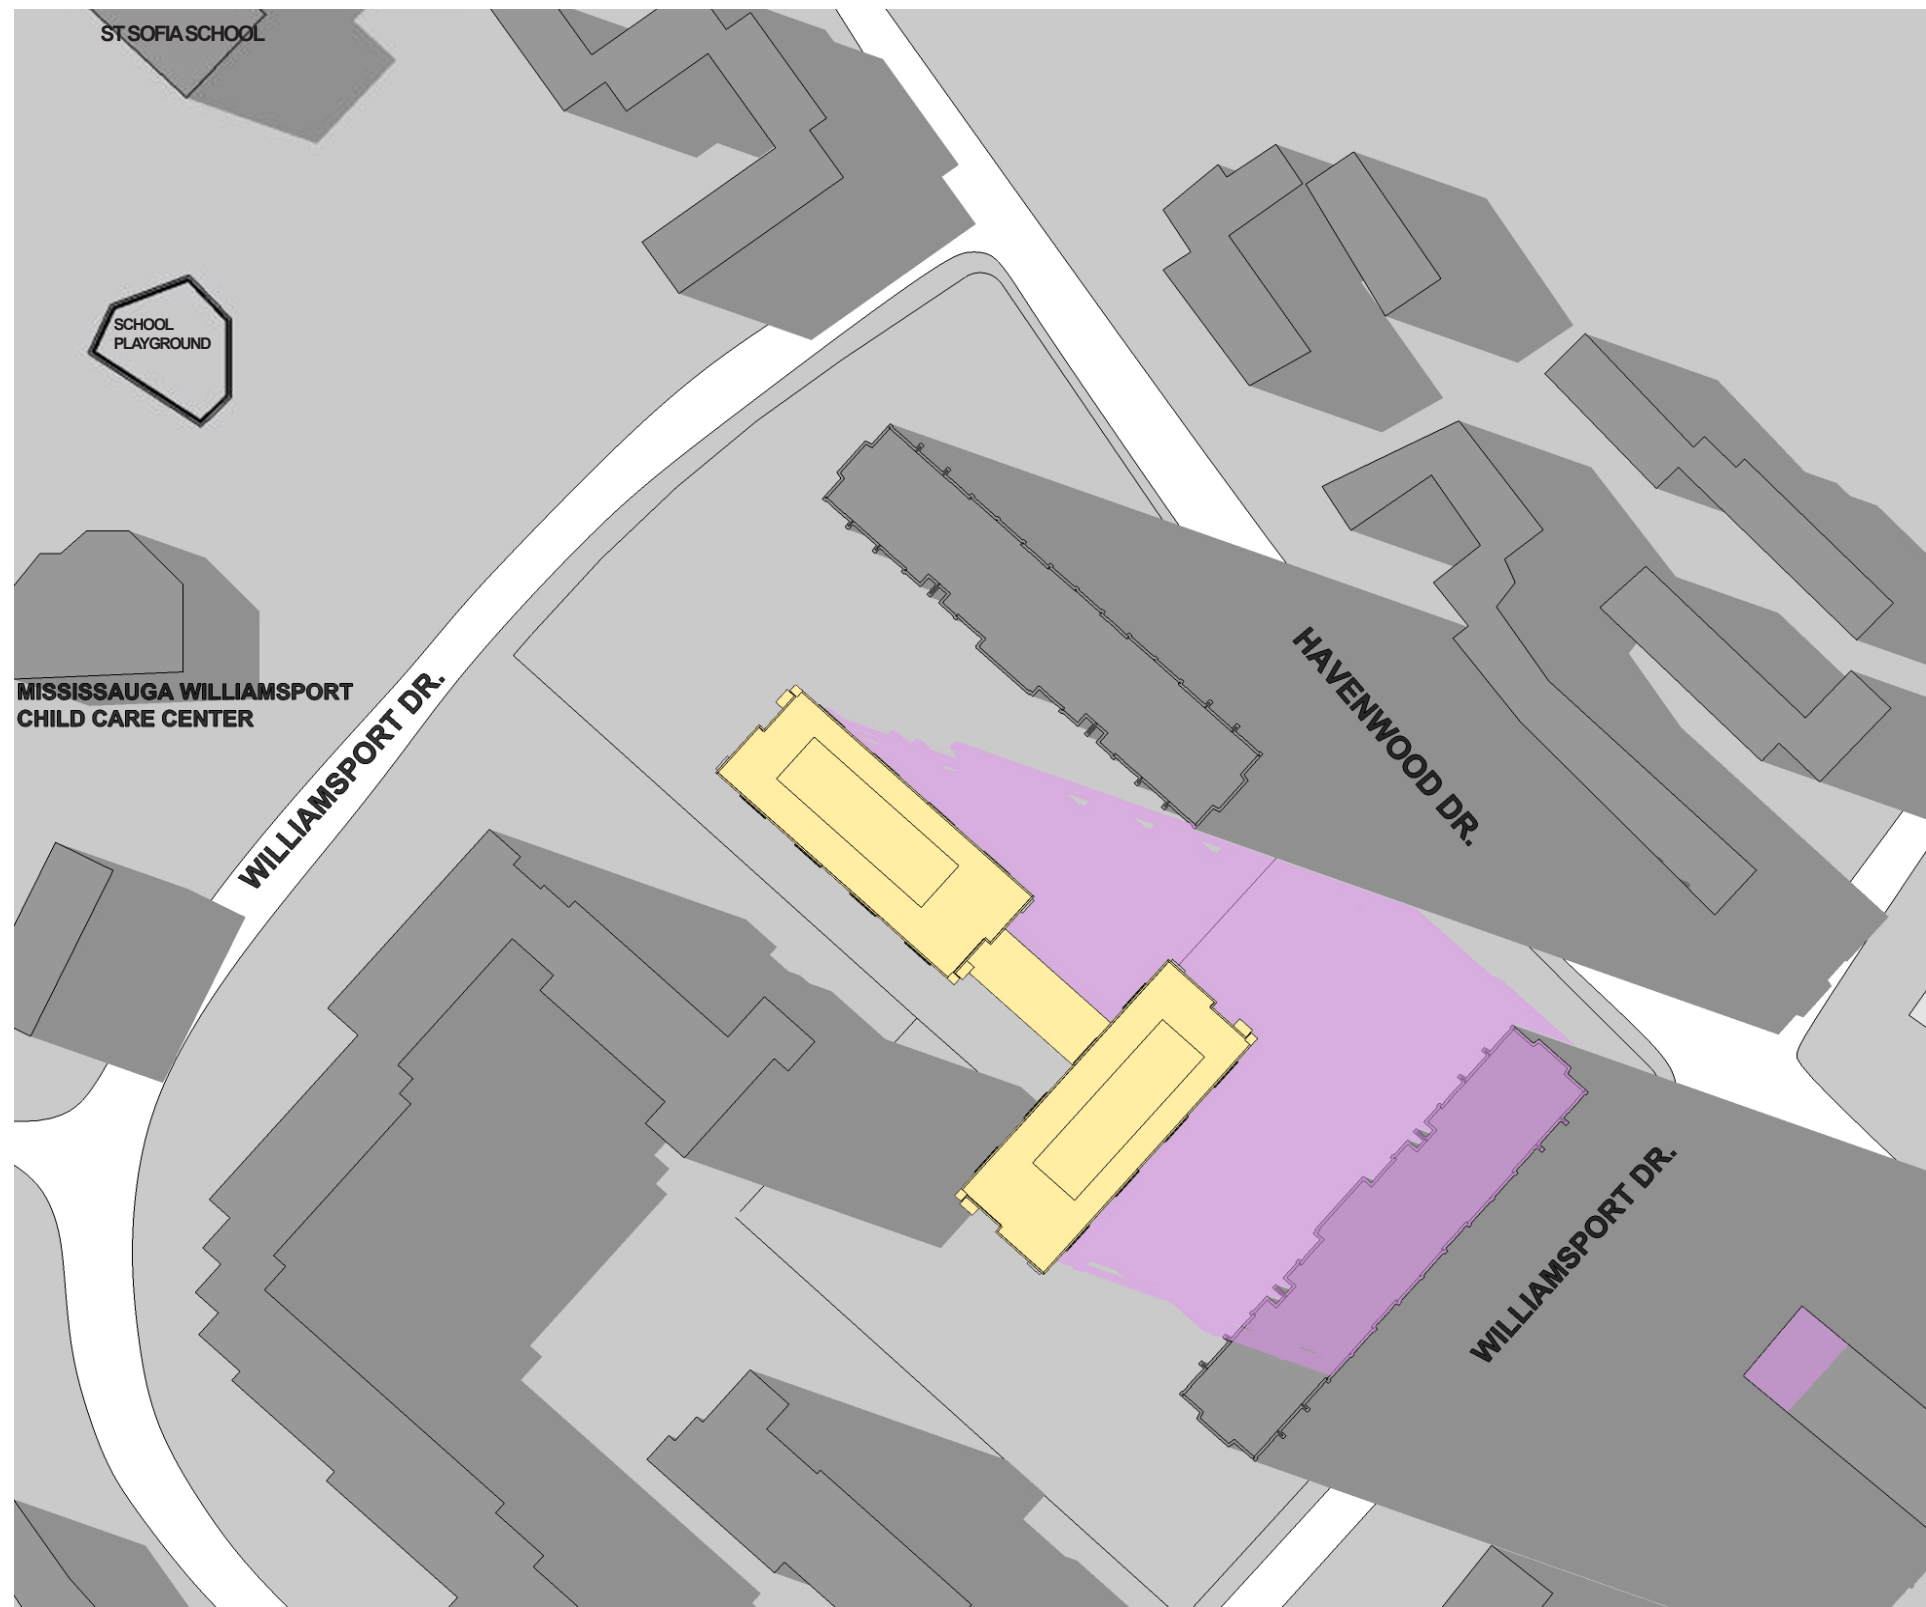 ST SOFIA SCHOOL
SCHOOL
PLAYGROUND
HAVENWOOD DR.
MISSISSAUGA WILLIAMSPORT
CHILD CARE CENTER
WILLIAMSPORT DR.
WILLIAMSPORT DR.